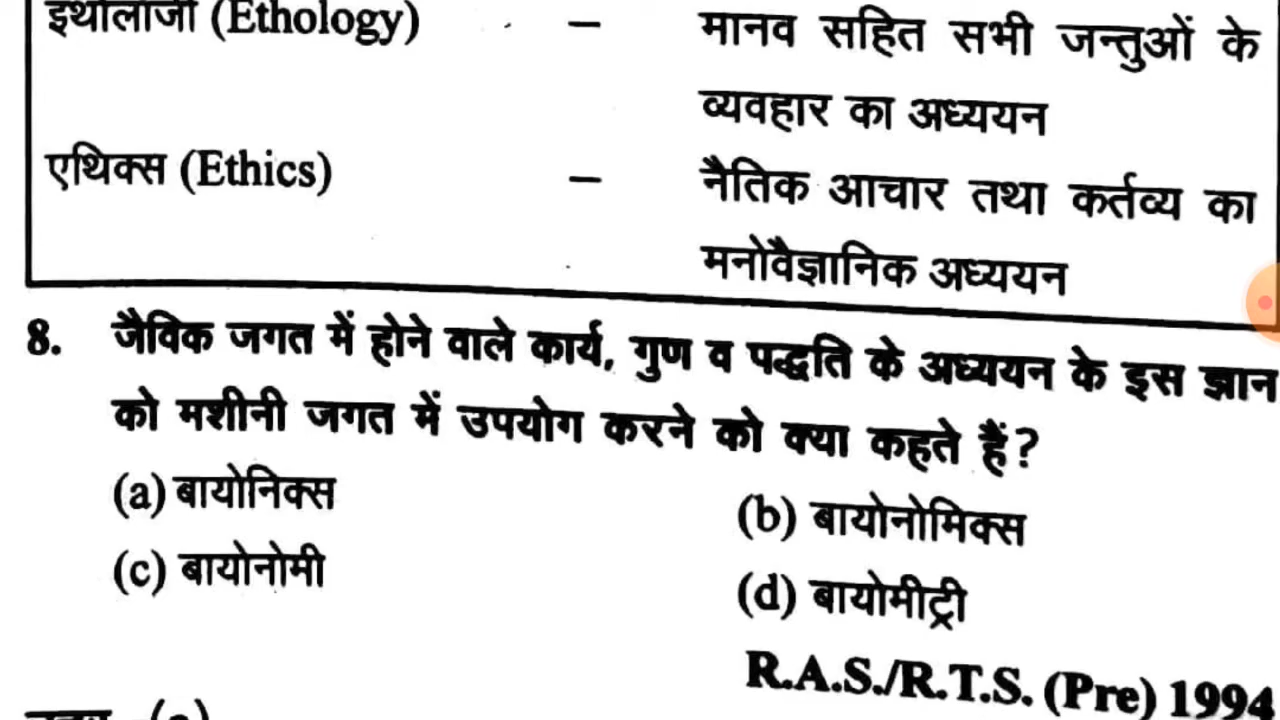 इथोलॉजी (Ethology) – मानव सहित सभी जन्तुओं के
व्यवहार का अध्ययन
एथिक्स (Ethics) – नैतिक आचार तथा कर्तव्य का
मनोवैज्ञानिक अध्ययन
8. जैविक जगत में होने वाले कार्य, गुण व पद्धति के अध्ययन के इस ज्ञान
को मशीनी जगत में उपयोग करने को क्या कहते हैं?
(a) बायोनिक्स (b) बायोनोमिक्स
(c) बायोनोमी (d) बायोमीट्री
R.A.S./R.T.S. (Pre) 1994